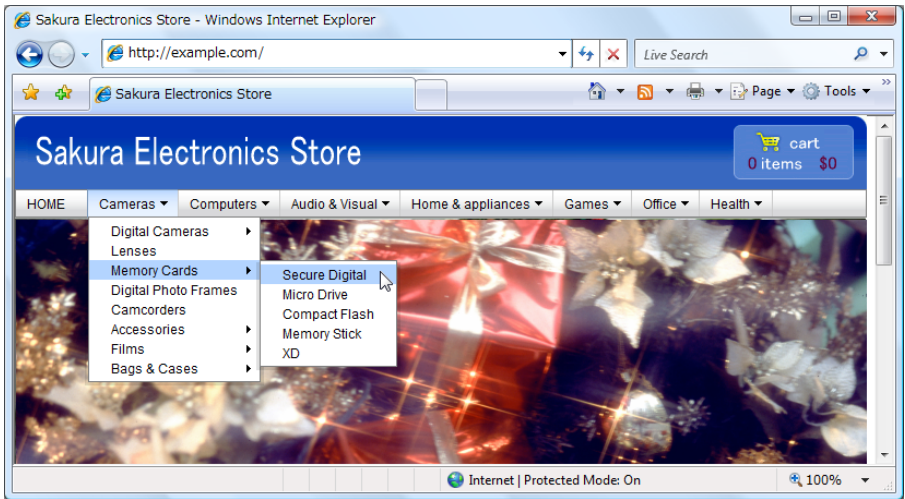 Sakura Electronics Store - Windows Internet Explorer
http://example.com/
Live Search
Sakura Electronics Store
Page
Tools
Sakura Electronics Store
cart
0 items $0
HOME Cameras Computers Audio & Visual Home & appliances Games Office Health
Digital Cameras
Lenses
Memory Cards
Digital Photo Frames
Camcorders
Accessories
Films
Bags & Cases
Secure Digital
Micro Drive
Compact Flash
Memory Stick
XD
Internet | Protected Mode: On
100%